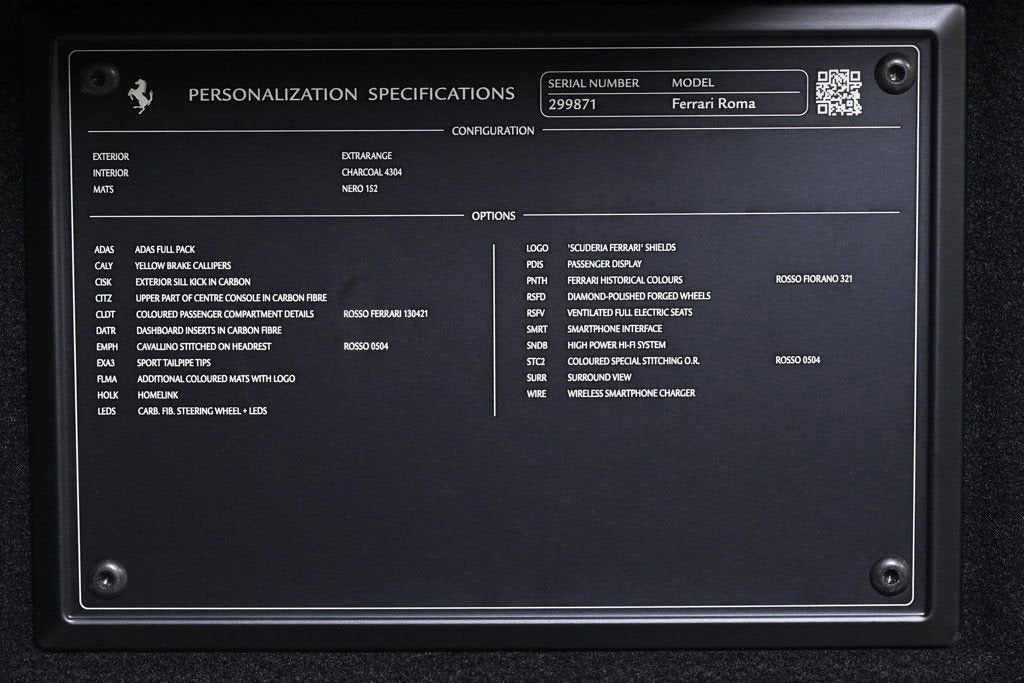 PERSONALIZATION SPECIFICATIONS
SERIAL NUMBER MODEL
299871 Ferrari Roma
CONFIGURATION
EXTERIOR EXTRARANGE
INTERIOR CHARCOAL 4304
MATS NERO 152
OPTIONS
ADAS ADAS FULL PACK
CALY YELLOW BRAKE CALLIPERS
CISK EXTERIOR SILL KICK IN CARBON
CITZ UPPER PART OF CENTRE CONSOLE IN CARBON FIBRE
CLDT COLOURED PASSENGER COMPARTMENT DETAILS ROSSO FERRARI 130421
DATR DASHBOARD INSERTS IN CARBON FIBRE
EMPH CAVALLINO STITCHED ON HEADREST ROSSO 0504
EXA3 SPORT TAILPIPE TIPS
FLMA ADDITIONAL COLOURED MATS WITH LOGO
HOLK HOMELINK
LEDS CARB. FIB. STEERING WHEEL + LEDS
LOGO 'SCUDERIA FERRARI' SHIELDS
PDIS PASSENGER DISPLAY
PNTH FERRARI HISTORICAL COLOURS ROSSO FIORANO 321
RSFD DIAMOND-POLISHED FORGED WHEELS
RSFV VENTILATED FULL ELECTRIC SEATS
SMRT SMARTPHONE INTERFACE
SNDB HIGH POWER HI-FI SYSTEM
STC2 COLOURED SPECIAL STITCHING O.R. ROSSO 0504
SURR SURROUND VIEW
WIRE WIRELESS SMARTPHONE CHARGER